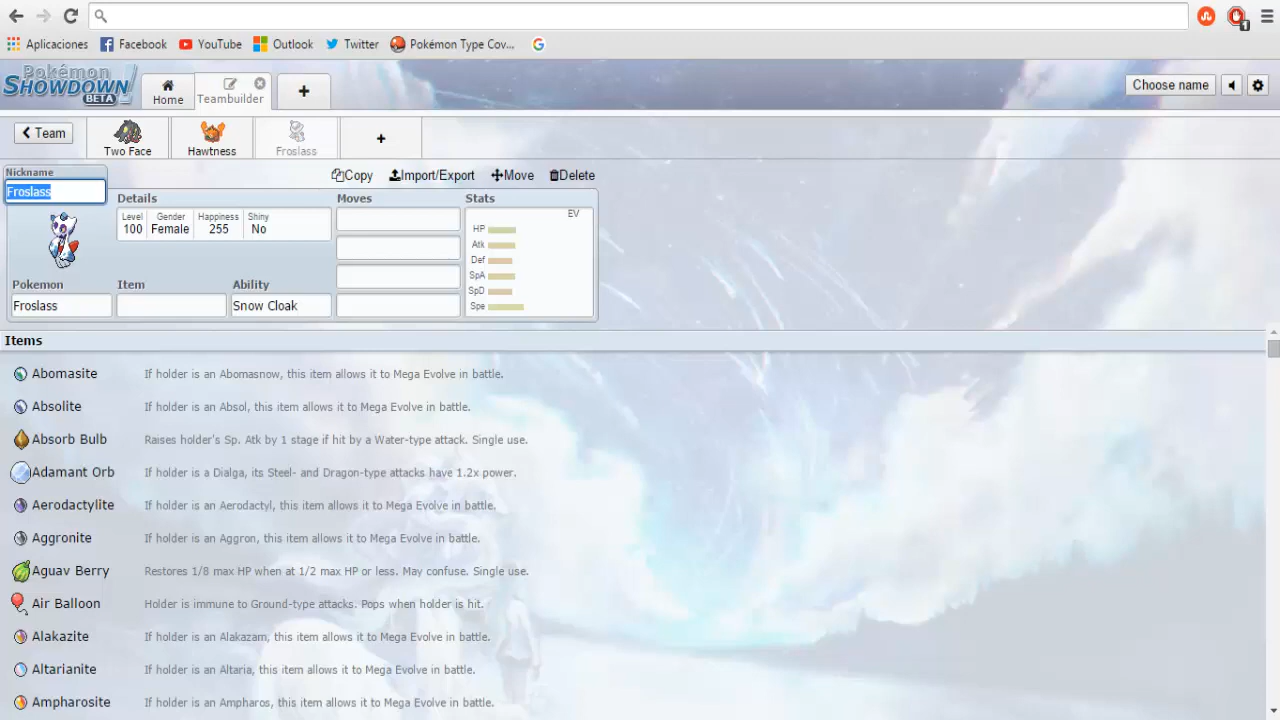 Aplicaciones Facebook YouTube Outlook Twitter Pokémon Type Cov...
Pokémon
SHOWDOWN!
BETA
Home
Teambuilder
+
Choose name
Team
Two Face
Hawtness
Froslass
+
Nickname
Froslass
Copy Import/Export Move Delete
Details
Level Gender Happiness Shiny
100 Female 255 No
Pokemon Item Ability
Froslass Snow Cloak
Moves
Stats
EV
HP
Atk
Def
SpA
SpD
Spe
Items
Abomasite If holder is an Abomasnow, this item allows it to Mega Evolve in battle.
Absolite If holder is an Absol, this item allows it to Mega Evolve in battle.
Absorb Bulb Raises holder's Sp. Atk by 1 stage if hit by a Water-type attack. Single use.
Adamant Orb If holder is a Dialga, its Steel- and Dragon-type attacks have 1.2x power.
Aerodactylite If holder is an Aerodactyl, this item allows it to Mega Evolve in battle.
Aggronite If holder is an Aggron, this item allows it to Mega Evolve in battle.
Aguav Berry Restores 1/8 max HP when at 1/2 max HP or less. May confuse. Single use.
Air Balloon Holder is immune to Ground-type attacks. Pops when holder is hit.
Alakazite If holder is an Alakazam, this item allows it to Mega Evolve in battle.
Altarianite If holder is an Altaria, this item allows it to Mega Evolve in battle.
Ampharosite If holder is an Ampharos, this item allows it to Mega Evolve in battle.